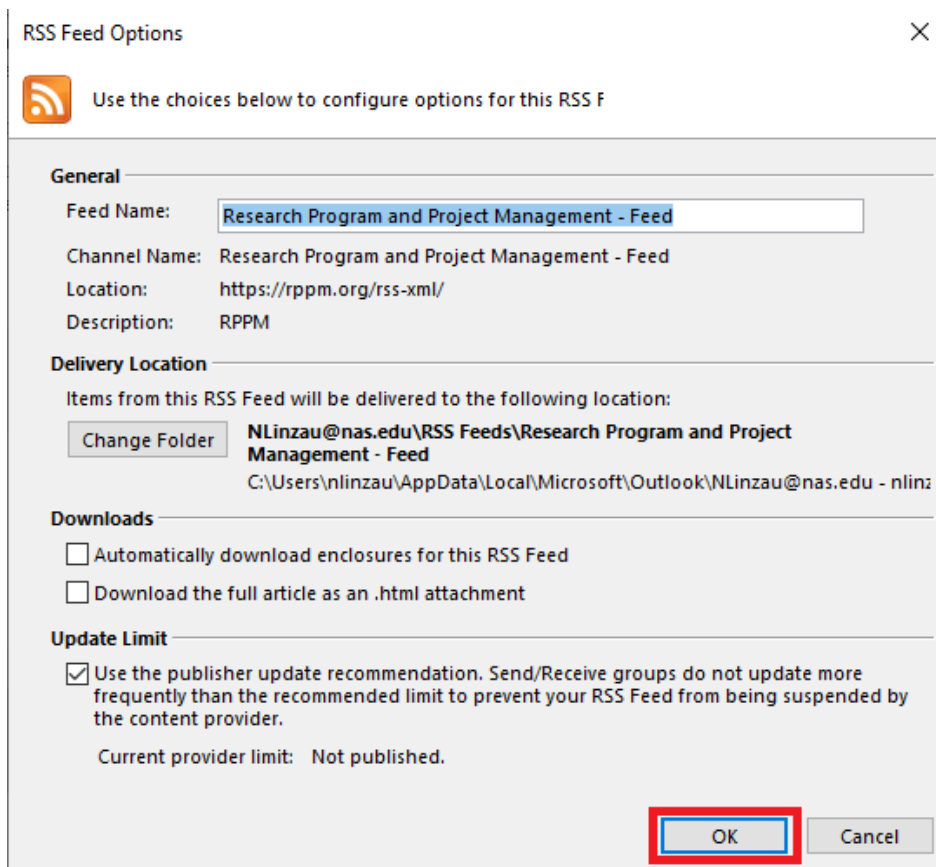 RSS Feed Options
Use the choices below to configure options for this RSS F
General
Feed Name: Research Program and Project Management - Feed
Channel Name: Research Program and Project Management - Feed
Location: https://rppm.org/rss-xml/
Description: RPPM
Delivery Location
Items from this RSS Feed will be delivered to the following location:
Change Folder
NLinzau@nas.edu\RSS Feeds\Research Program and Project
Management - Feed
C:\Users\nlinzau\AppData\Local\Microsoft\Outlook\NLinzau@nas.edu - nlinz
Downloads
Automatically download enclosures for this RSS Feed
Download the full article as an .html attachment
Update Limit
Use the publisher update recommendation. Send/Receive groups do not update more
frequently than the recommended limit to prevent your RSS Feed from being suspended by
the content provider.
Current provider limit: Not published.
OK Cancel